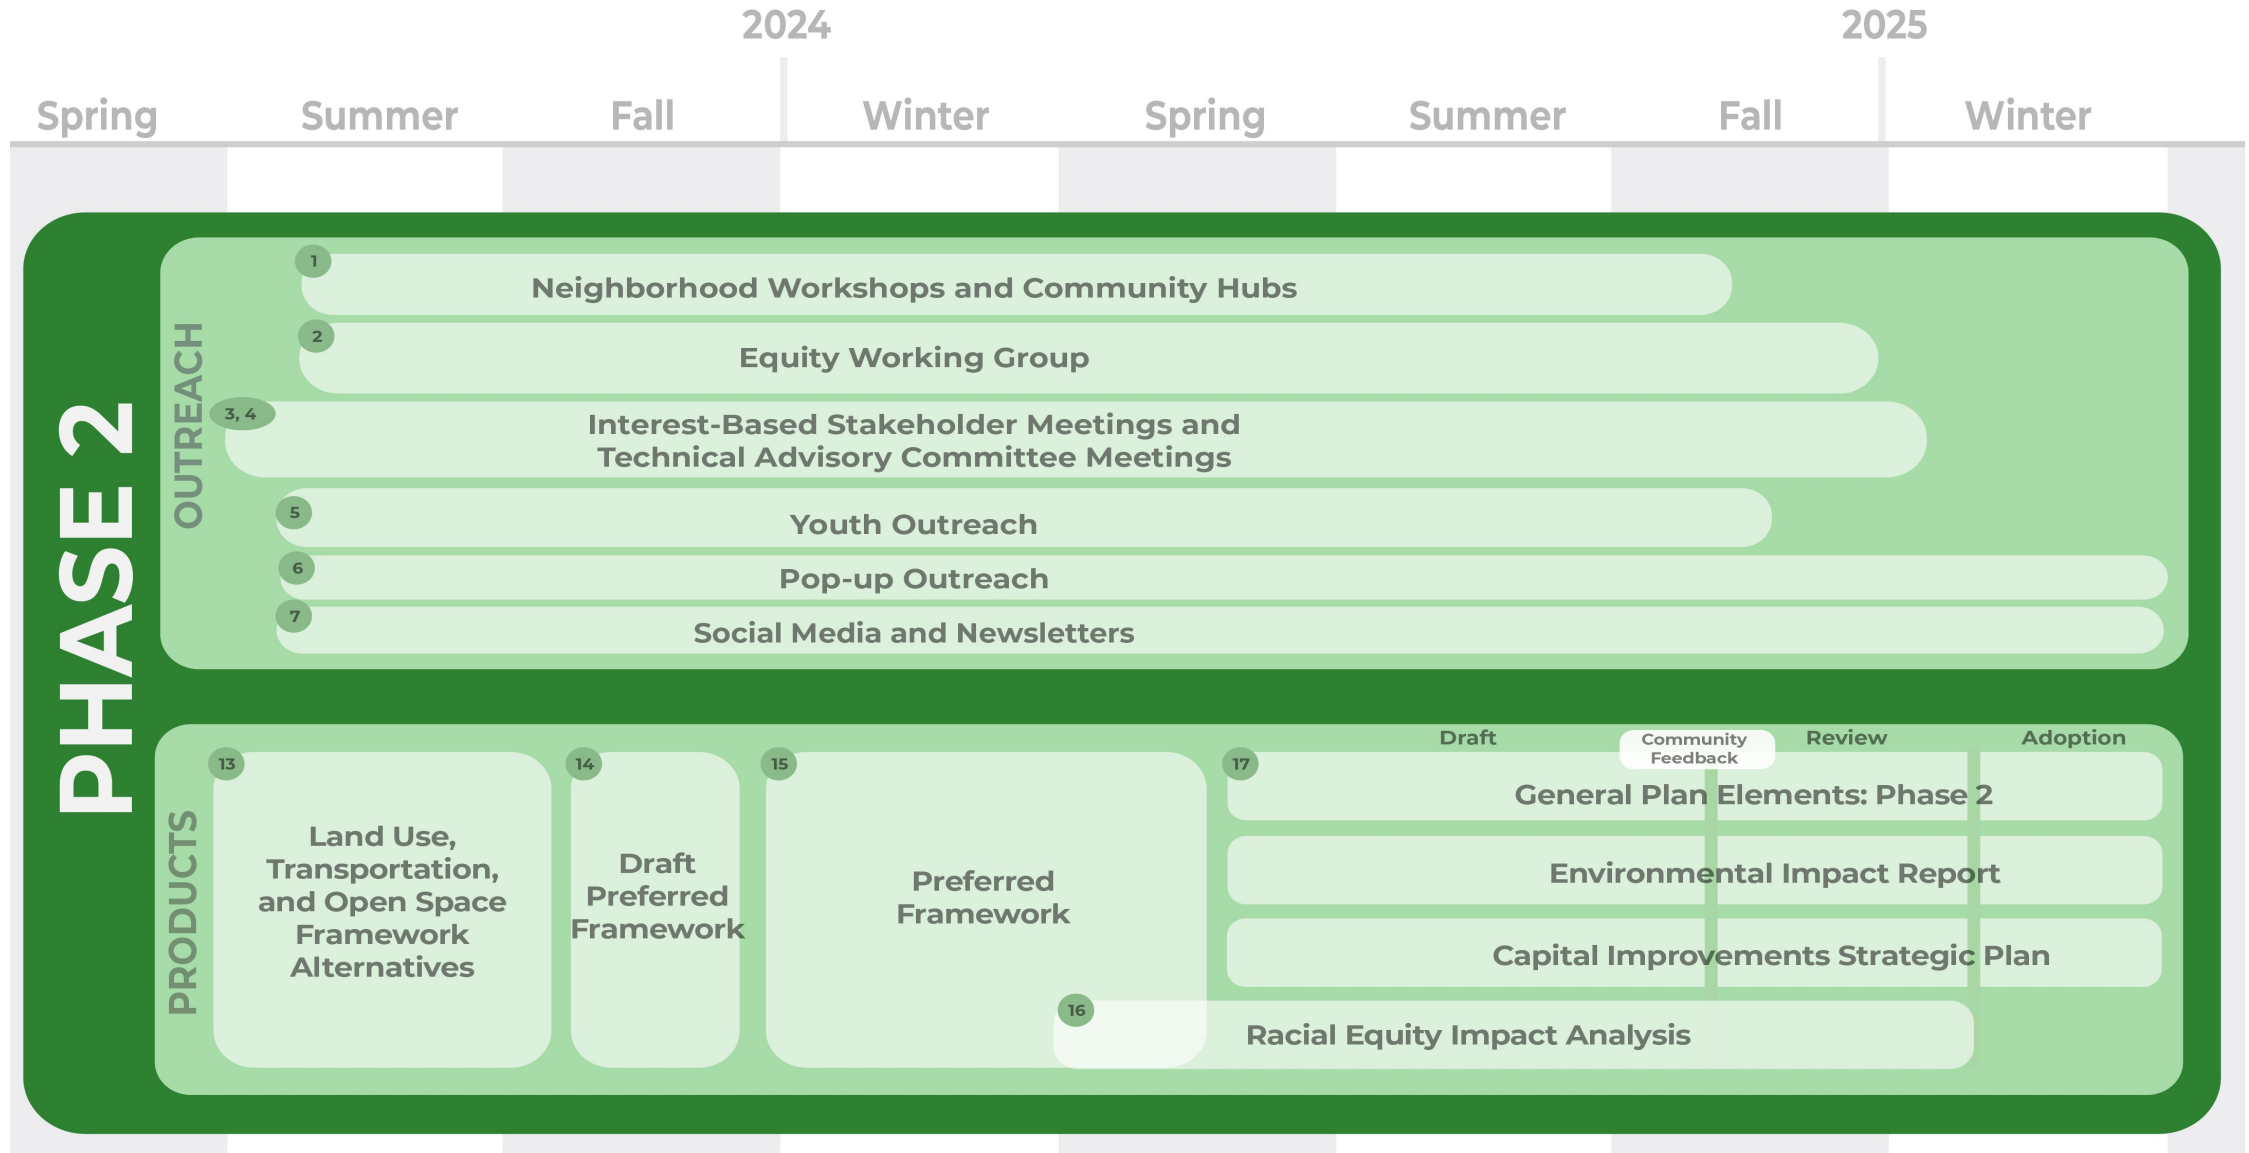 2024
2025
Spring
Summer
Fall
Winter
Spring
Summer
Fall
Winter
PHASE 2
OUTREACH
1
Neighborhood Workshops and Community Hubs
2
Equity Working Group
3, 4
Interest-Based Stakeholder Meetings and
Technical Advisory Committee Meetings
5
Youth Outreach
6
Pop-up Outreach
7
Social Media and Newsletters
PRODUCTS
13
Land Use,
Transportation,
and Open Space
Framework
Alternatives
14
Draft
Preferred
Framework
15
Preferred
Framework
Draft
Community
Feedback
Review
Adoption
17
General Plan Elements: Phase 2
Environmental Impact Report
Capital Improvements Strategic Plan
16
Racial Equity Impact Analysis